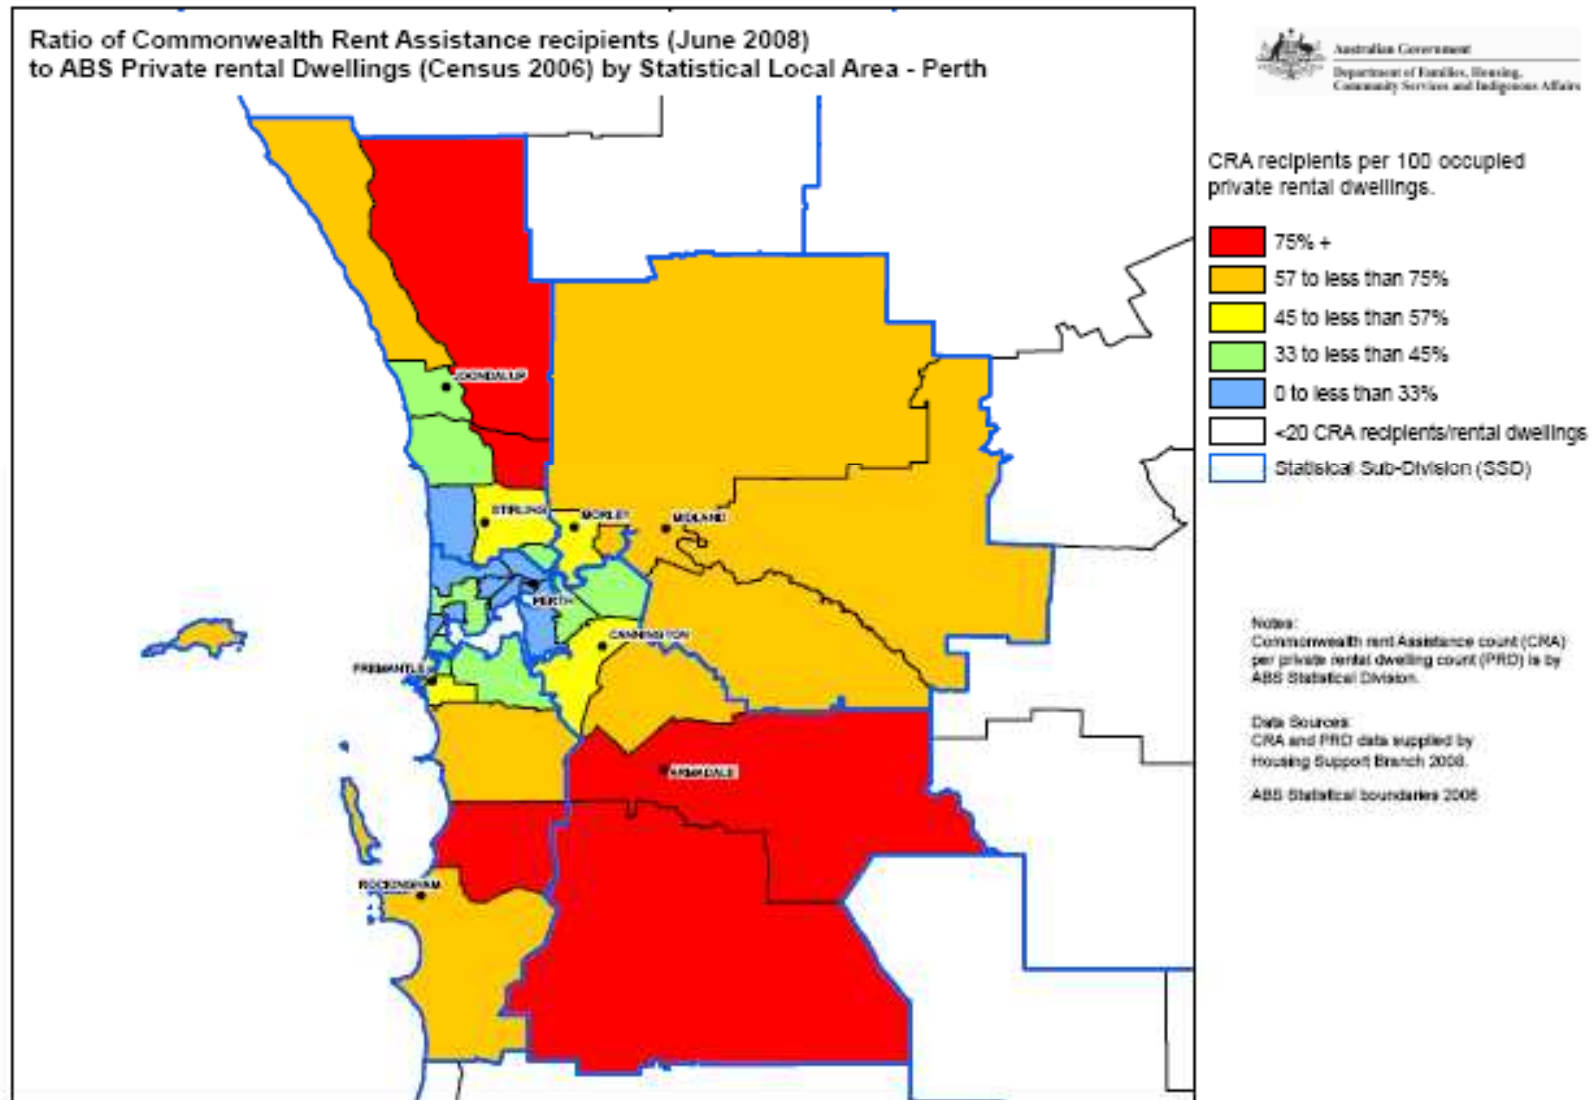 Ratio of Commonwealth Rent Assistance recipients (June 2008)
to ABS Private rental Dwellings (Census 2006) by Statistical Local Area - Perth
Australian Government
Department of Families, Housing,
Community Services and Indigenous Affairs
CRA recipients per 100 occupied
private rental dwellings.
75% +
57 to less than 75%
45 to less than 57%
33 to less than 45%
0 to less than 33%
<20 CRA recipients/rental dwellings
Statisical Sub-Division (SSD)
JOONDALUP
STIRLING
MORLEY
MIDLAND
PERTH
CANNINGTON
FREMANTLE
ARMADALE
ROCKINGHAM
Notes:
Commonwealth rent Assistance count (CRA)
per private rental dwelling count (PRD) is by
ABS Statistical Division.
Data Sources:
CRA and PRD data supplied by
Housing Support Branch 2008.
ABS Statistical boundaries 2006